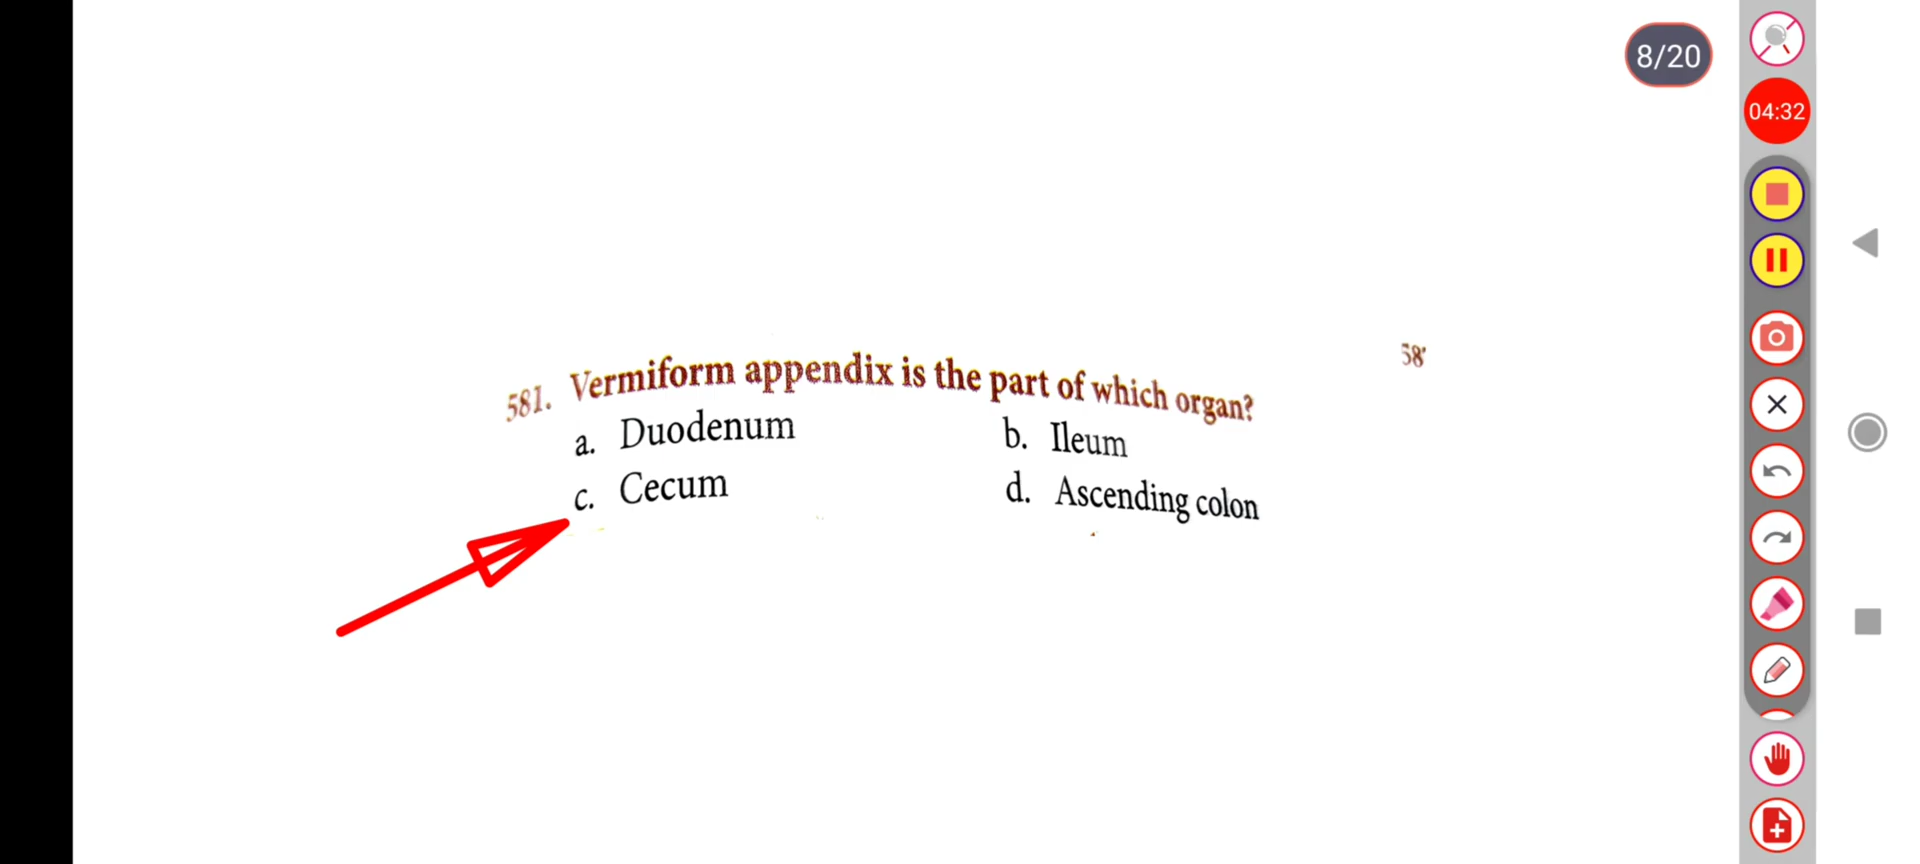 8/20
04:32
58
581. Vermiform appendix is the part of which organ?
a. Duodenum
b. Ileum
c. Cecum
d. Ascending colon